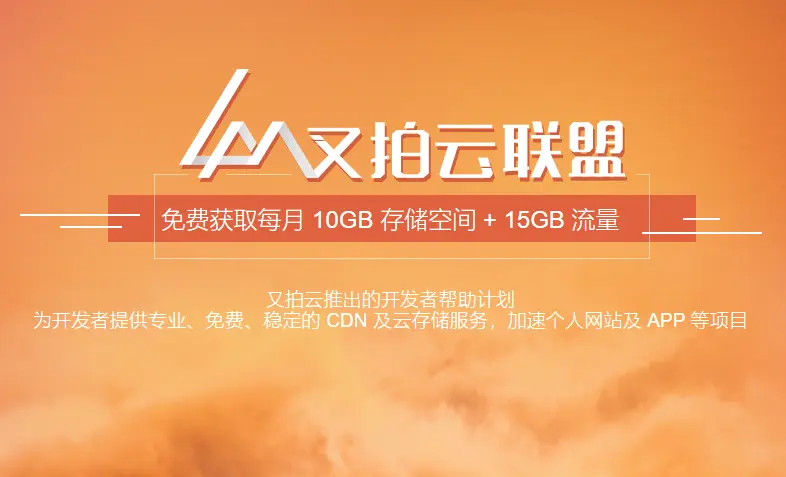 又拍云联盟
免费获取每月 10GB 存储空间 + 15GB 流量
又拍云推出的开发者帮助计划
为开发者提供专业、免费、稳定的 CDN 及云存储服务，加速个人网站及 APP 等项目